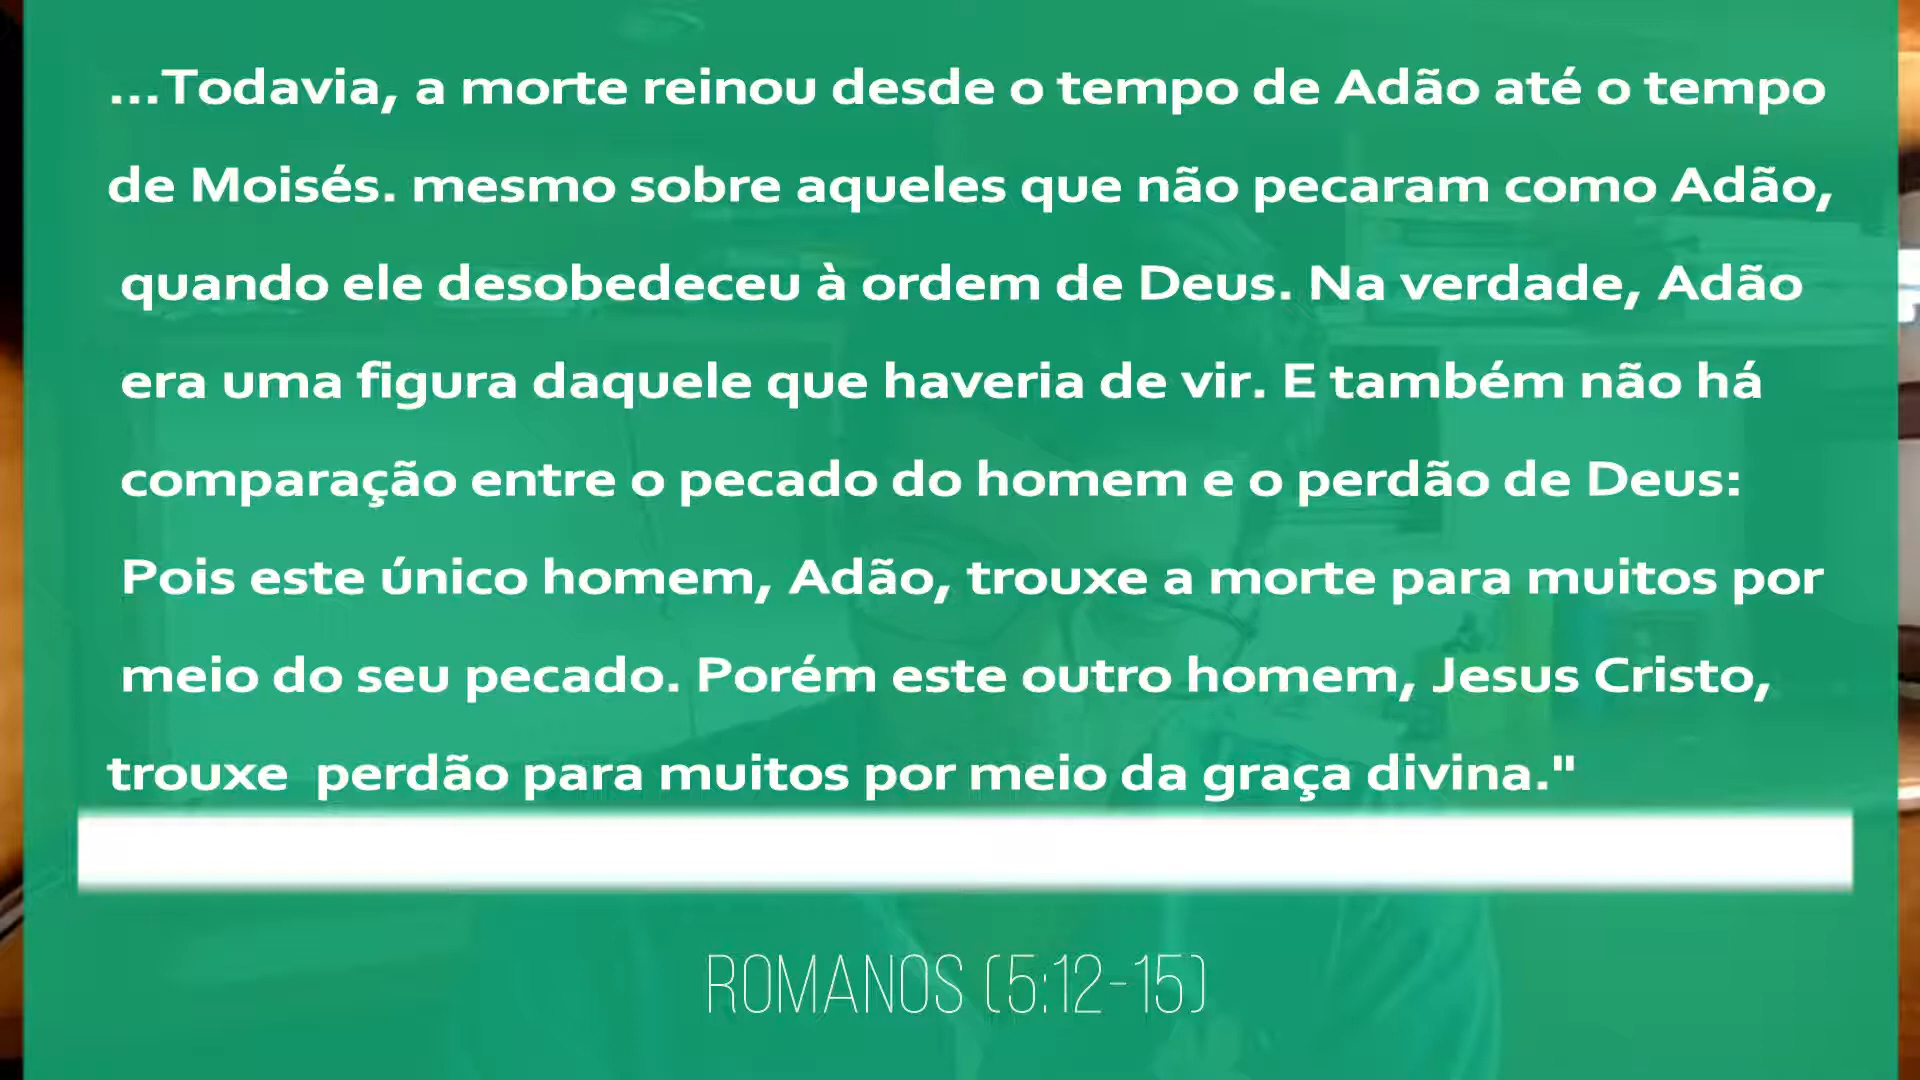 ...Todavia, a morte reinou desde o tempo de Adão até o tempo
de Moisés. mesmo sobre aqueles que não pecaram como Adão,
quando ele desobedeceu à ordem de Deus. Na verdade, Adão
era uma figura daquele que haveria de vir. E também não há
comparação entre o pecado do homem e o perdão de Deus:
Pois este único homem, Adão, trouxe a morte para muitos por
meio do seu pecado. Porém este outro homem, Jesus Cristo,
trouxe  perdão para muitos por meio da graça divina."
ROMANOS (5:12-15)